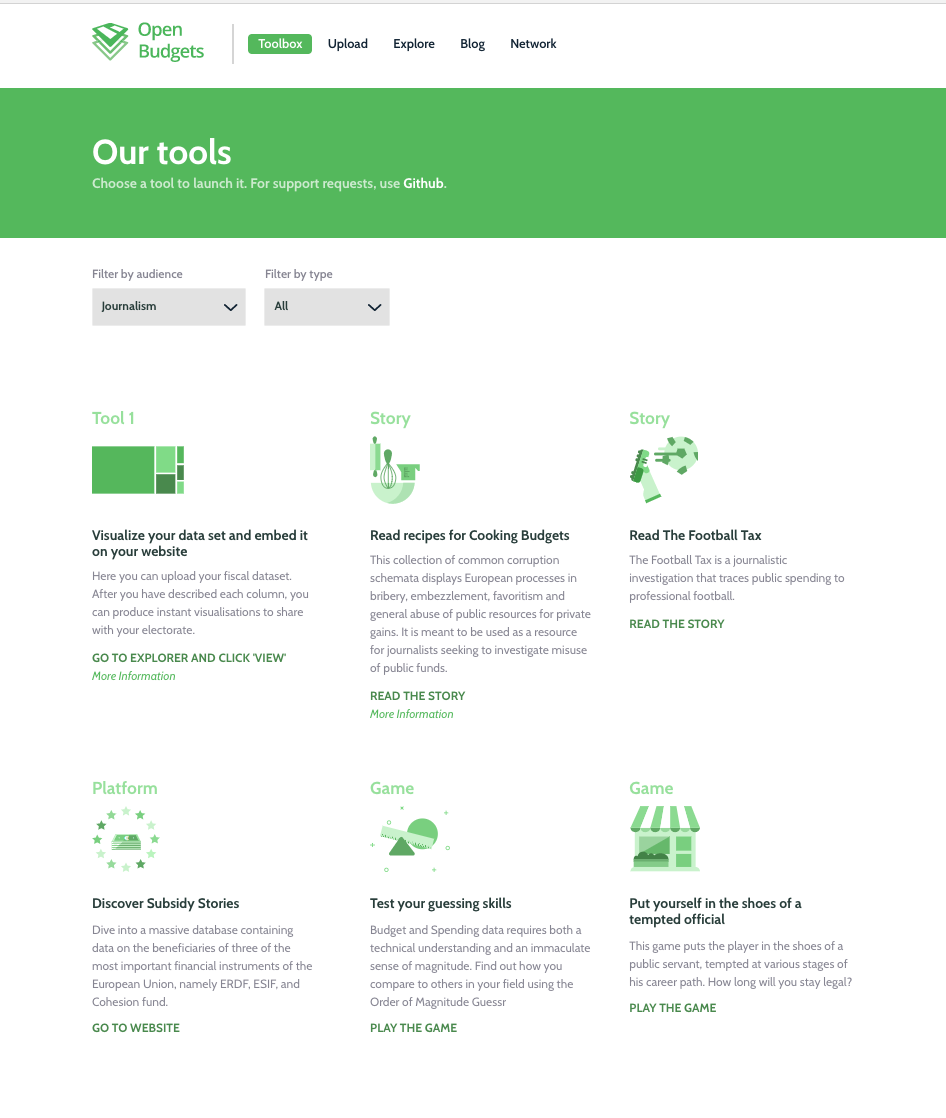 Open
Budgets
Toolbox
Upload
Explore
Blog
Network
Our tools
Choose a tool to launch it. For support requests, use Github.
Filter by audience
Journalism
Filter by type
All
Tool 1
Visualize your data set and embed it
on your website
Here you can upload your fiscal dataset.
After you have described each column, you
can produce instant visualisations to share
with your electorate.
GO TO EXPLORER AND CLICK 'VIEW'
More Information
Story
Read recipes for Cooking Budgets
This collection of common corruption
schemata displays European processes in
bribery, embezzlement, favoritism and
general abuse of public resources for private
gains. It is meant to be used as a resource
for journalists seeking to investigate misuse
of public funds.
READ THE STORY
More Information
Story
Read The Football Tax
The Football Tax is a journalistic
investigation that traces public spending to
professional football.
READ THE STORY
Platform
Discover Subsidy Stories
Dive into a massive database containing
data on the beneficiaries of three of the
most important financial instruments of the
European Union, namely ERDF, ESIF, and
Cohesion fund.
GO TO WEBSITE
Game
Test your guessing skills
Budget and Spending data requires both a
technical understanding and an immaculate
sense of magnitude. Find out how you
compare to others in your field using the
Order of Magnitude Guessr
PLAY THE GAME
Game
Put yourself in the shoes of a
tempted official
This game puts the player in the shoes of a
public servant, tempted at various stages of
his career path. How long will you stay legal?
PLAY THE GAME